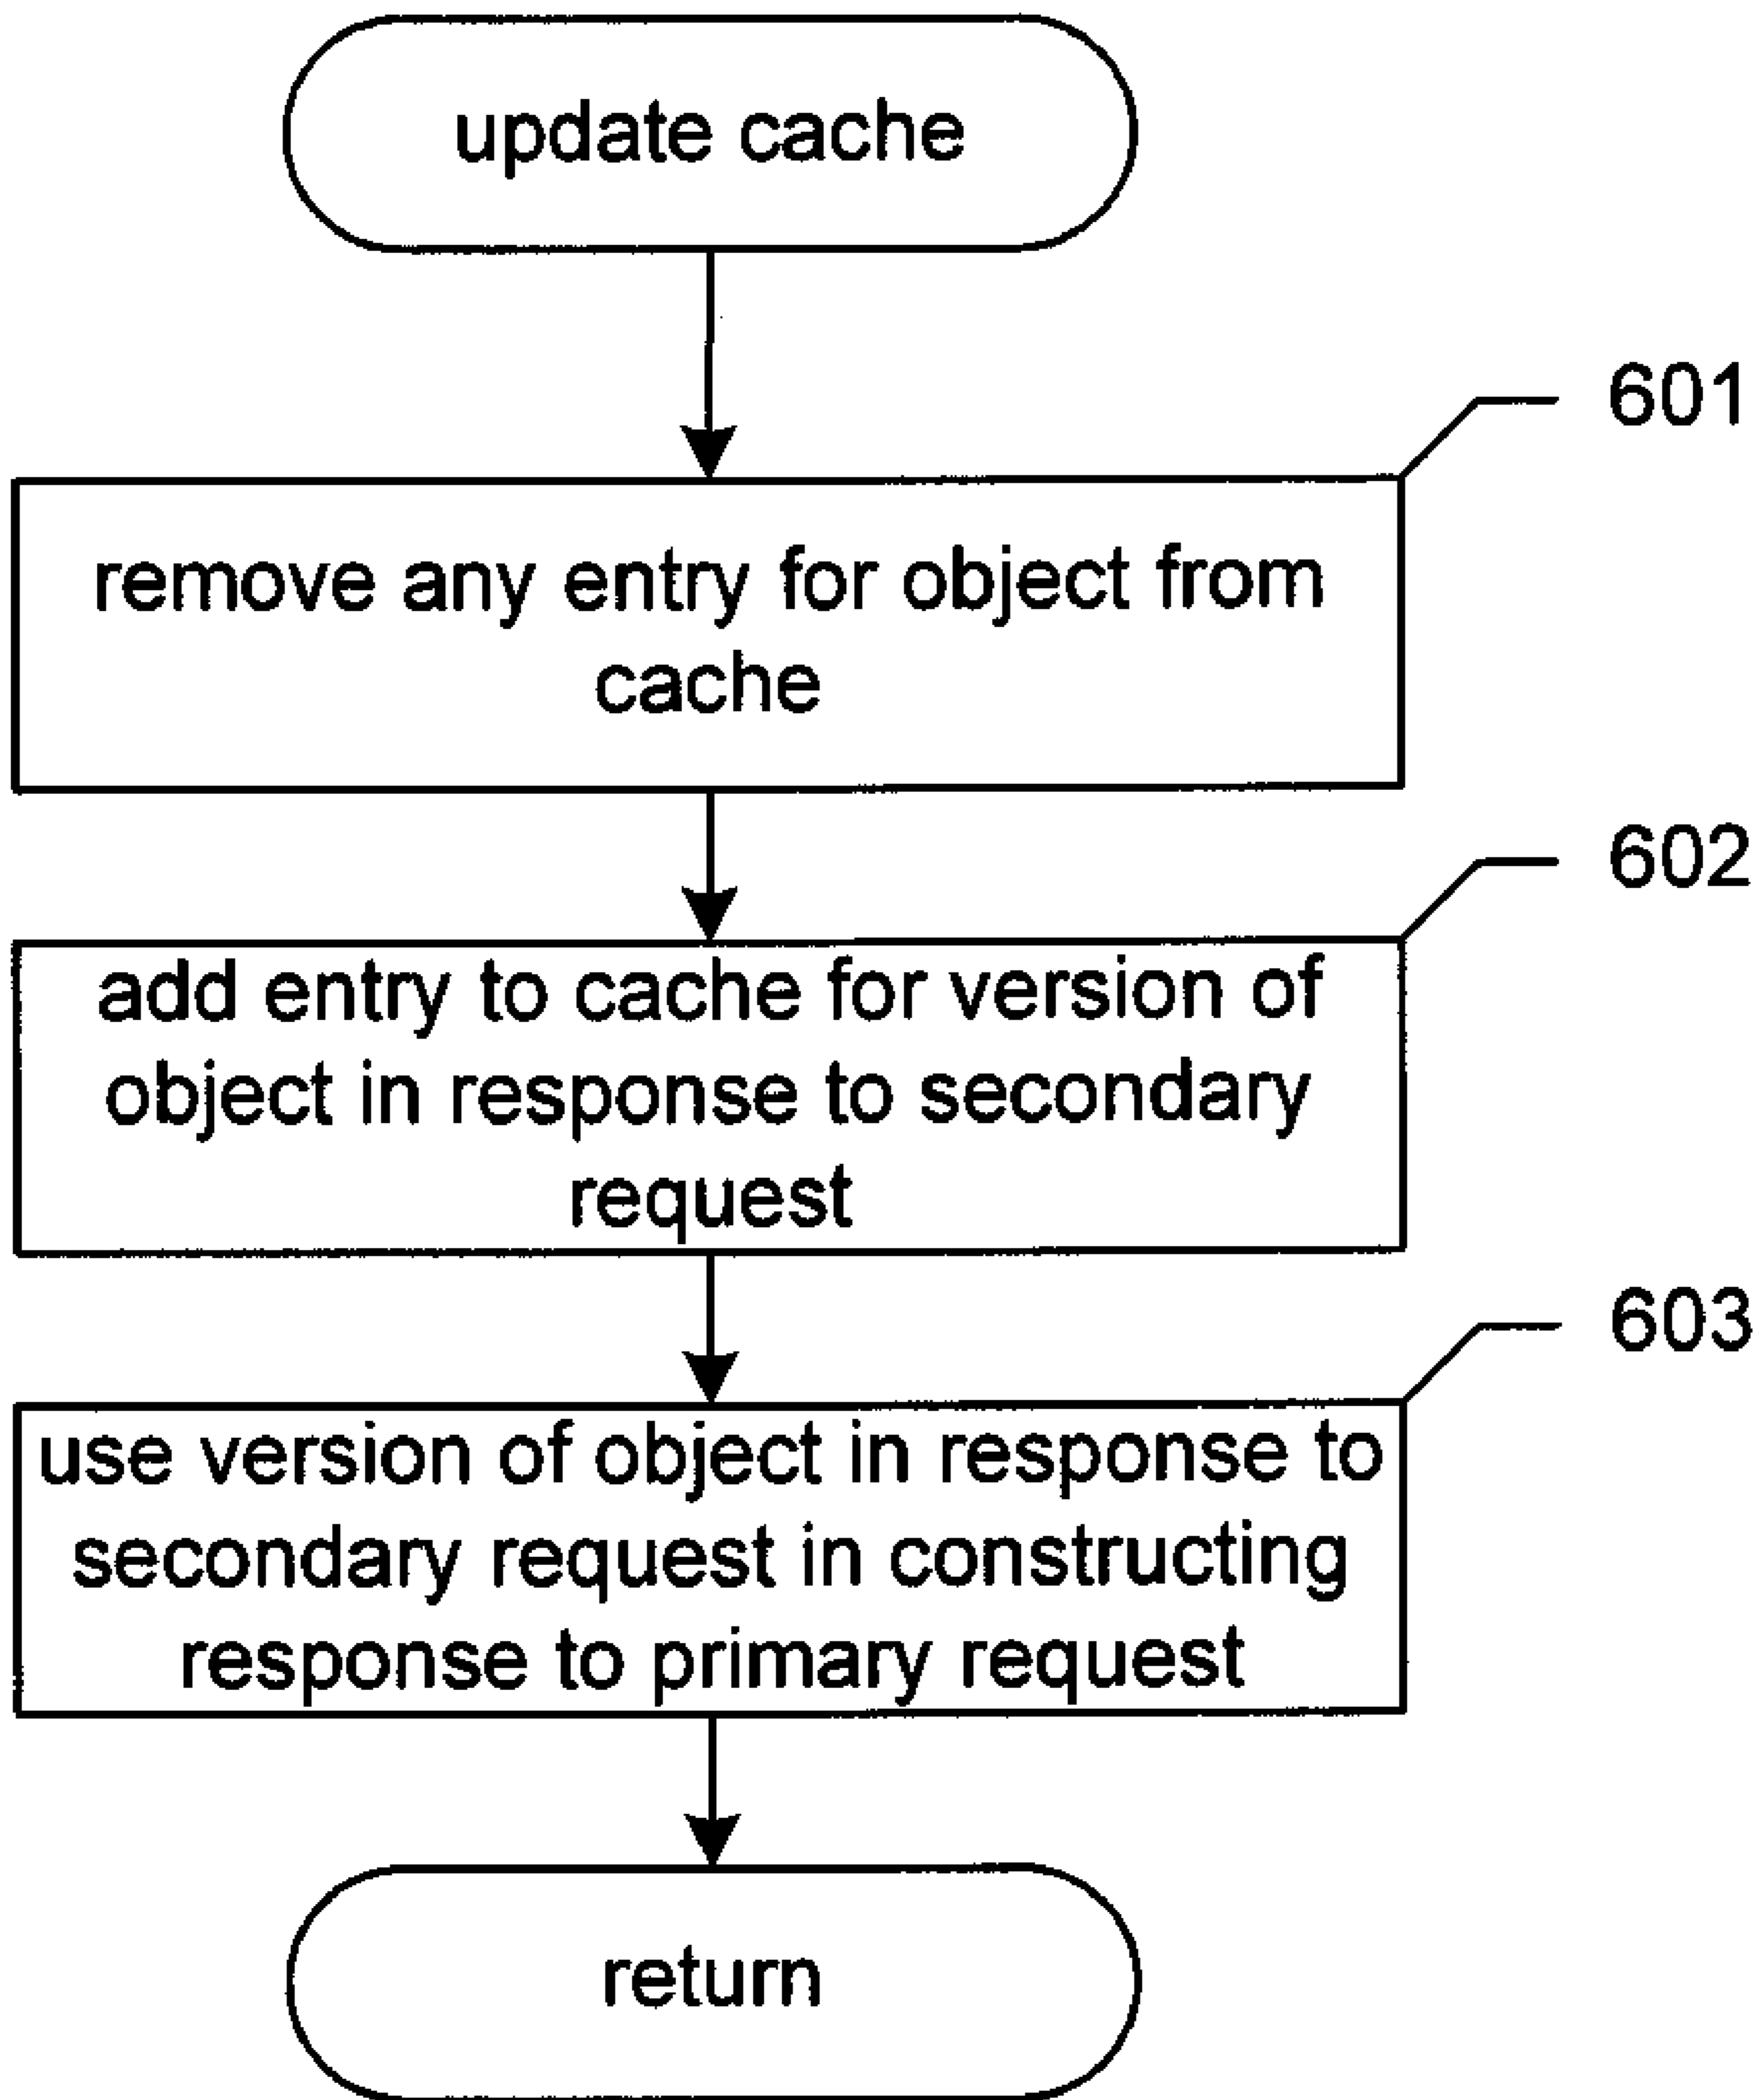 update cache
601
remove any entry for object from
cache
602
add entry to cache for version of
object in response to secondary
request
603
use version of object in response to
secondary request in constructing
response to primary request
return